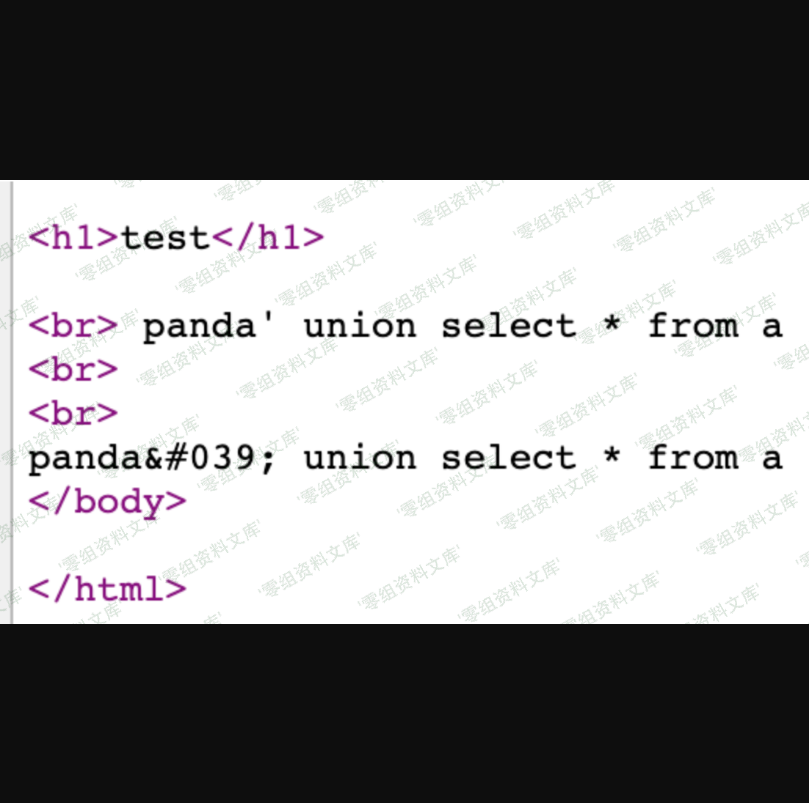 <h1>test</h1>
<br> panda' union select * from a
<br>
<br>
panda&#039; union select * from a
</body>
</html>
零组资料文库